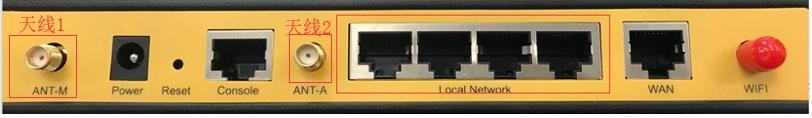 天线1
天线2
ANT-M
Power
Reset
Console
ANT-A
Local Network
WAN
WIFI